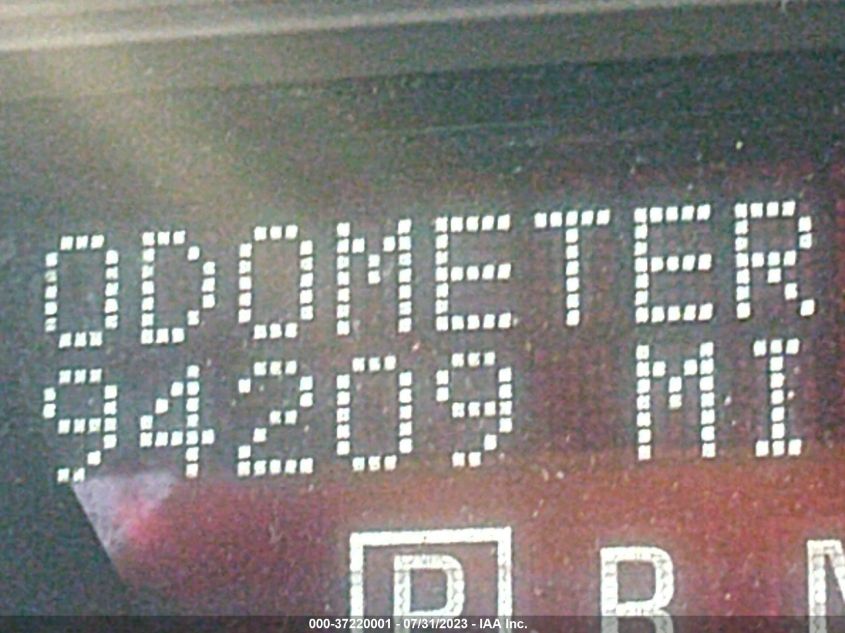 ODOMETER
94209 MI
P R N
000-37220001 - 07/31/2023 - IAA Inc.